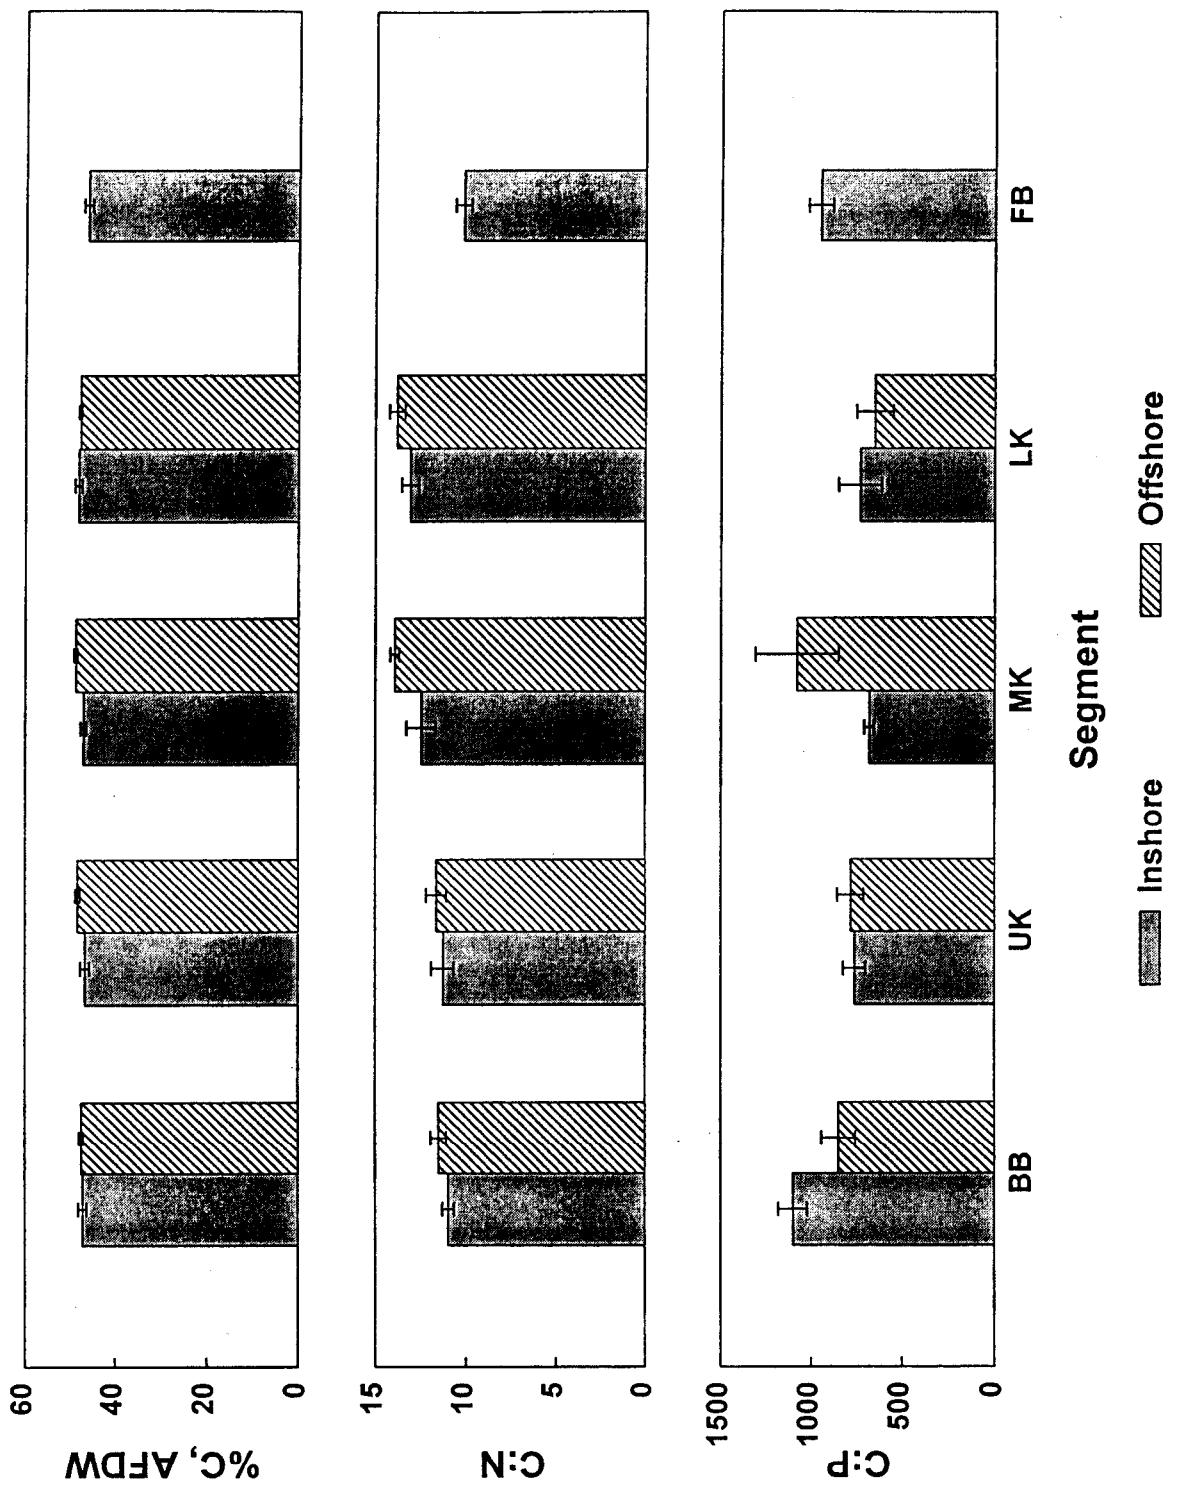 %C, AFDW
60
40
20
0
C:N
15
10
5
0
C:P
1500
1000
500
0
BB
UK
MK
LK
FB
Segment
Inshore
Offshore